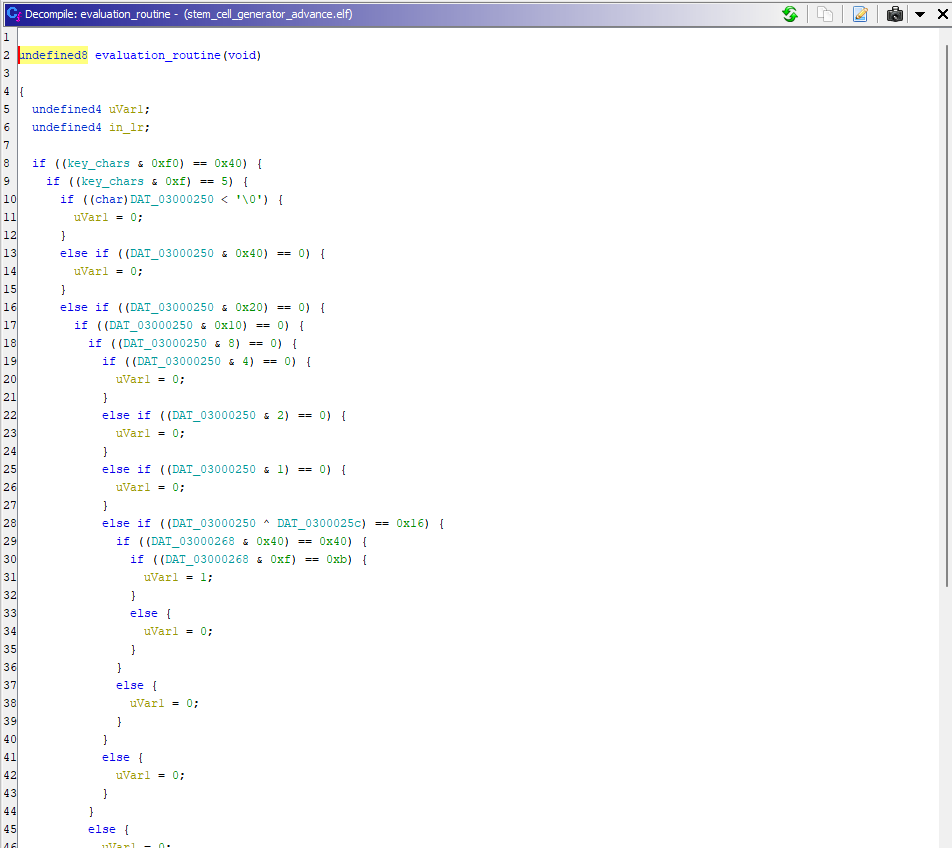 Decompile: evaluation_routine - (stem_cell_generator_advance.elf)
1
2 undefined8 evaluation_routine(void)
3
4 {
5   undefined4 uVar1;
6   undefined4 in_lr;
7
8   if ((key_chars & 0xf0) == 0x40) {
9     if ((key_chars & 0xf) == 5) {
10       if ((char)DAT_03000250 < '\0') {
11         uVar1 = 0;
12       }
13       else if ((DAT_03000250 & 0x40) == 0) {
14         uVar1 = 0;
15       }
16       else if ((DAT_03000250 & 0x20) == 0) {
17         if ((DAT_03000250 & 0x10) == 0) {
18           if ((DAT_03000250 & 8) == 0) {
19             if ((DAT_03000250 & 4) == 0) {
20               uVar1 = 0;
21             }
22             else if ((DAT_03000250 & 2) == 0) {
23               uVar1 = 0;
24             }
25             else if ((DAT_03000250 & 1) == 0) {
26               uVar1 = 0;
27             }
28             else if ((DAT_03000250 ^ DAT_0300025c) == 0x16) {
29               if ((DAT_03000268 & 0x40) == 0x40) {
30                 if ((DAT_03000268 & 0xf) == 0xb) {
31                   uVar1 = 1;
32                 }
33                 else {
34                   uVar1 = 0;
35                 }
36               }
37               else {
38                 uVar1 = 0;
39               }
40             }
41             else {
42               uVar1 = 0;
43             }
44           }
45           else {
46             uVar1 = 0;